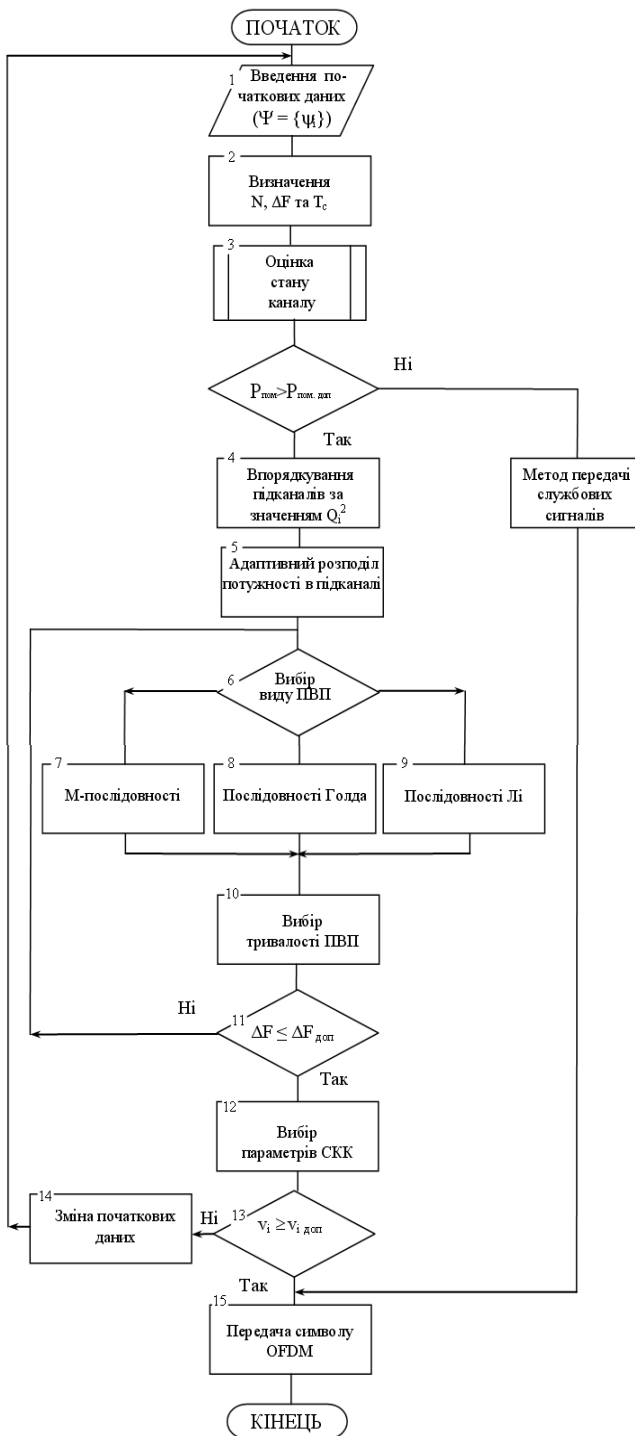 ПОЧАТОК
1
Введення по-
чаткових даних
(Ψ = {ψᵢ})
2
Визначення
N, ΔF та Tc
3
Оцінка
стану
каналу
Ні
Pпом>Pпом. доп
Так
4
Впорядкування
підканалів за
значенням Qi²
Метод передачі
службових
сигналів
5
Адаптивний розподіл
потужності в підканалі
6
Вибір
виду ПВП
7
М-послідовності
8
Послідовності Голда
9
Послідовності Лі
10
Вибір
тривалості ПВП
Ні
11
ΔF ≤ ΔF доп
Так
12
Вибір
параметрів СКК
14
Зміна початкових
даних
Ні
13
vi ≥ vi доп
Так
15
Передача символу
OFDM
КІНЕЦЬ